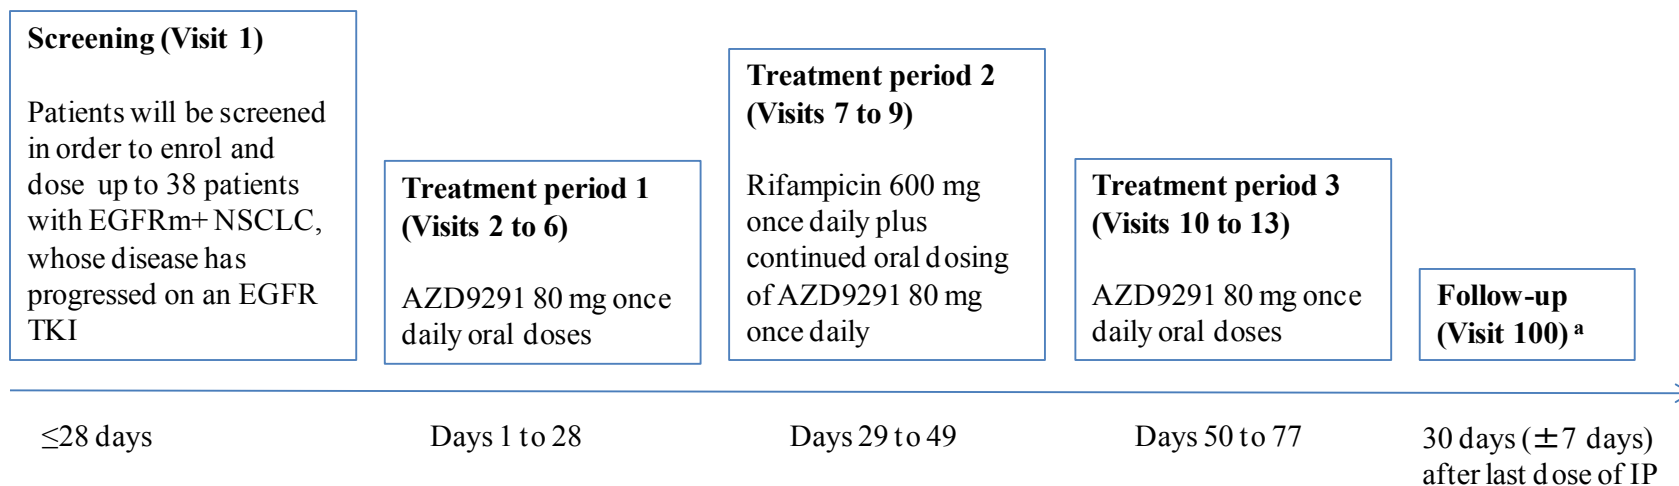 Screening (Visit 1)
Patients will be screened
in order to enrol and
dose up to 38 patients
with EGFRm+ NSCLC,
whose disease has
progressed on an EGFR
TKI
Treatment period 1
(Visits 2 to 6)
AZD9291 80 mg once
daily oral doses
Treatment period 2
(Visits 7 to 9)
Rifampicin 600 mg
once daily plus
continued oral dosing
of AZD9291 80 mg
once daily
Treatment period 3
(Visits 10 to 13)
AZD9291 80 mg once
daily oral doses
Follow-up
(Visit 100) a
≤28 days
Days 1 to 28
Days 29 to 49
Days 50 to 77
30 days (±7 days)
after last dose of IP